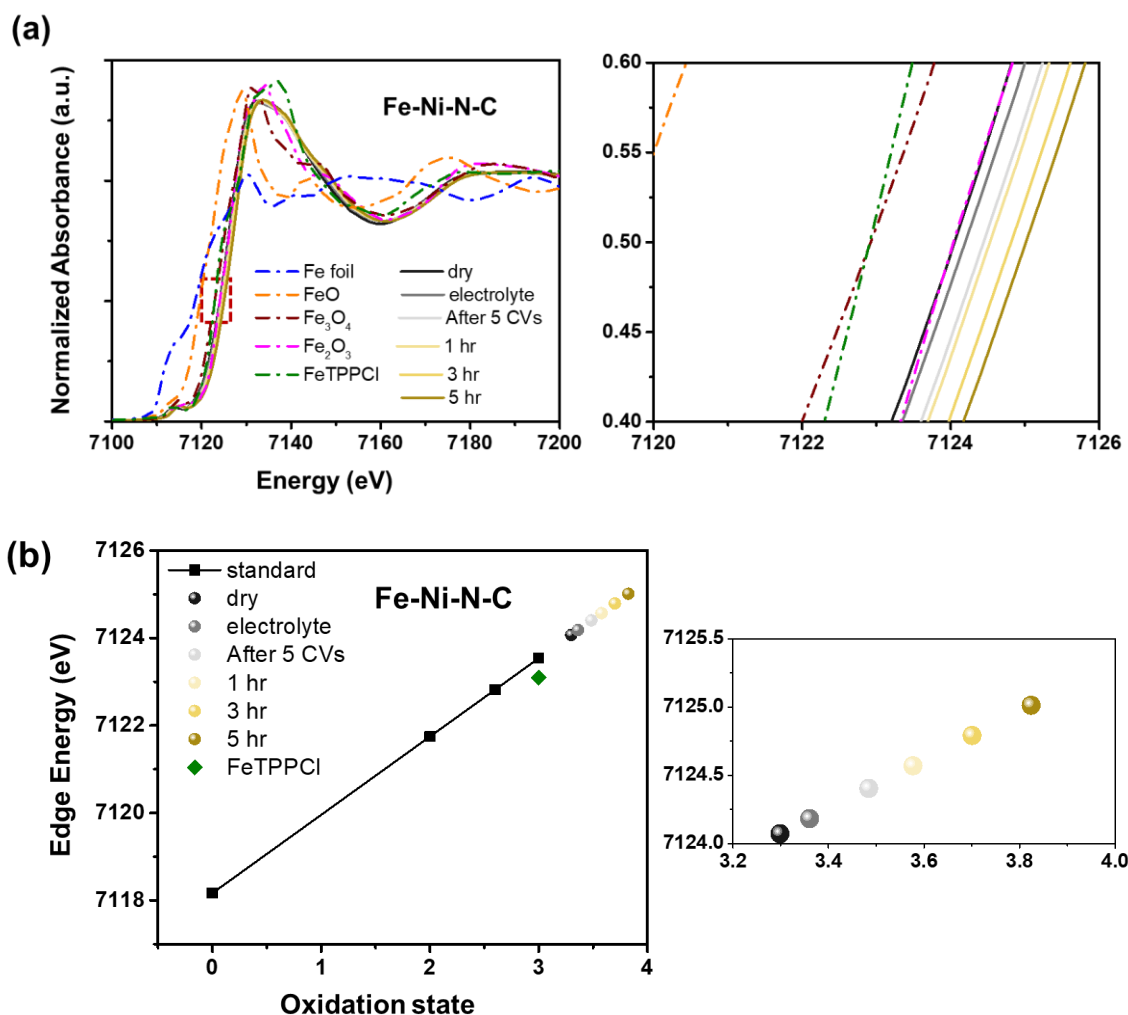 (a)
Normalized Absorbance (a.u.)
Fe-Ni-N-C
Fe foil
FeO
Fe₃O₄
Fe₂O₃
FeTPPCl
dry
electrolyte
After 5 CVs
1 hr
3 hr
5 hr
7100 7120 7140 7160 7180 7200
Energy (eV)
0.60
0.55
0.50
0.45
0.40
7120 7122 7124 7126
(b)
Edge Energy (eV)
7126
7124
7122
7120
7118
standard
dry
electrolyte
After 5 CVs
1 hr
3 hr
5 hr
FeTPPCl
Fe-Ni-N-C
0 1 2 3 4
Oxidation state
7125.5
7125.0
7124.5
7124.0
3.2 3.4 3.6 3.8 4.0